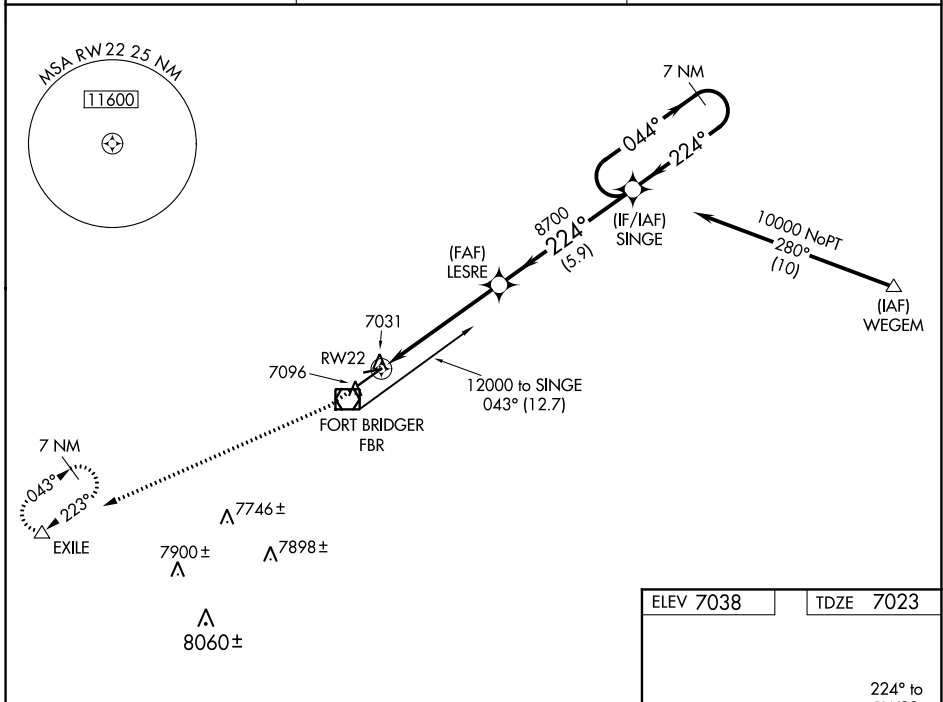 MSA RW22 25 NM
11600
7 NM
044°
224°
(IF/IAF)
SINGE
8700
224°
(5.9)
10000 NoPT
280°
(10)
(IAF)
WEGEM
(FAF)
LESRE
7031
RW22
7096
12000 to SINGE
043° (12.7)
FORT BRIDGER
FBR
7 NM
043°
223°
EXILE
7746±
7900±
7898±
8060±
ELEV 7038
TDZE 7023
224° to